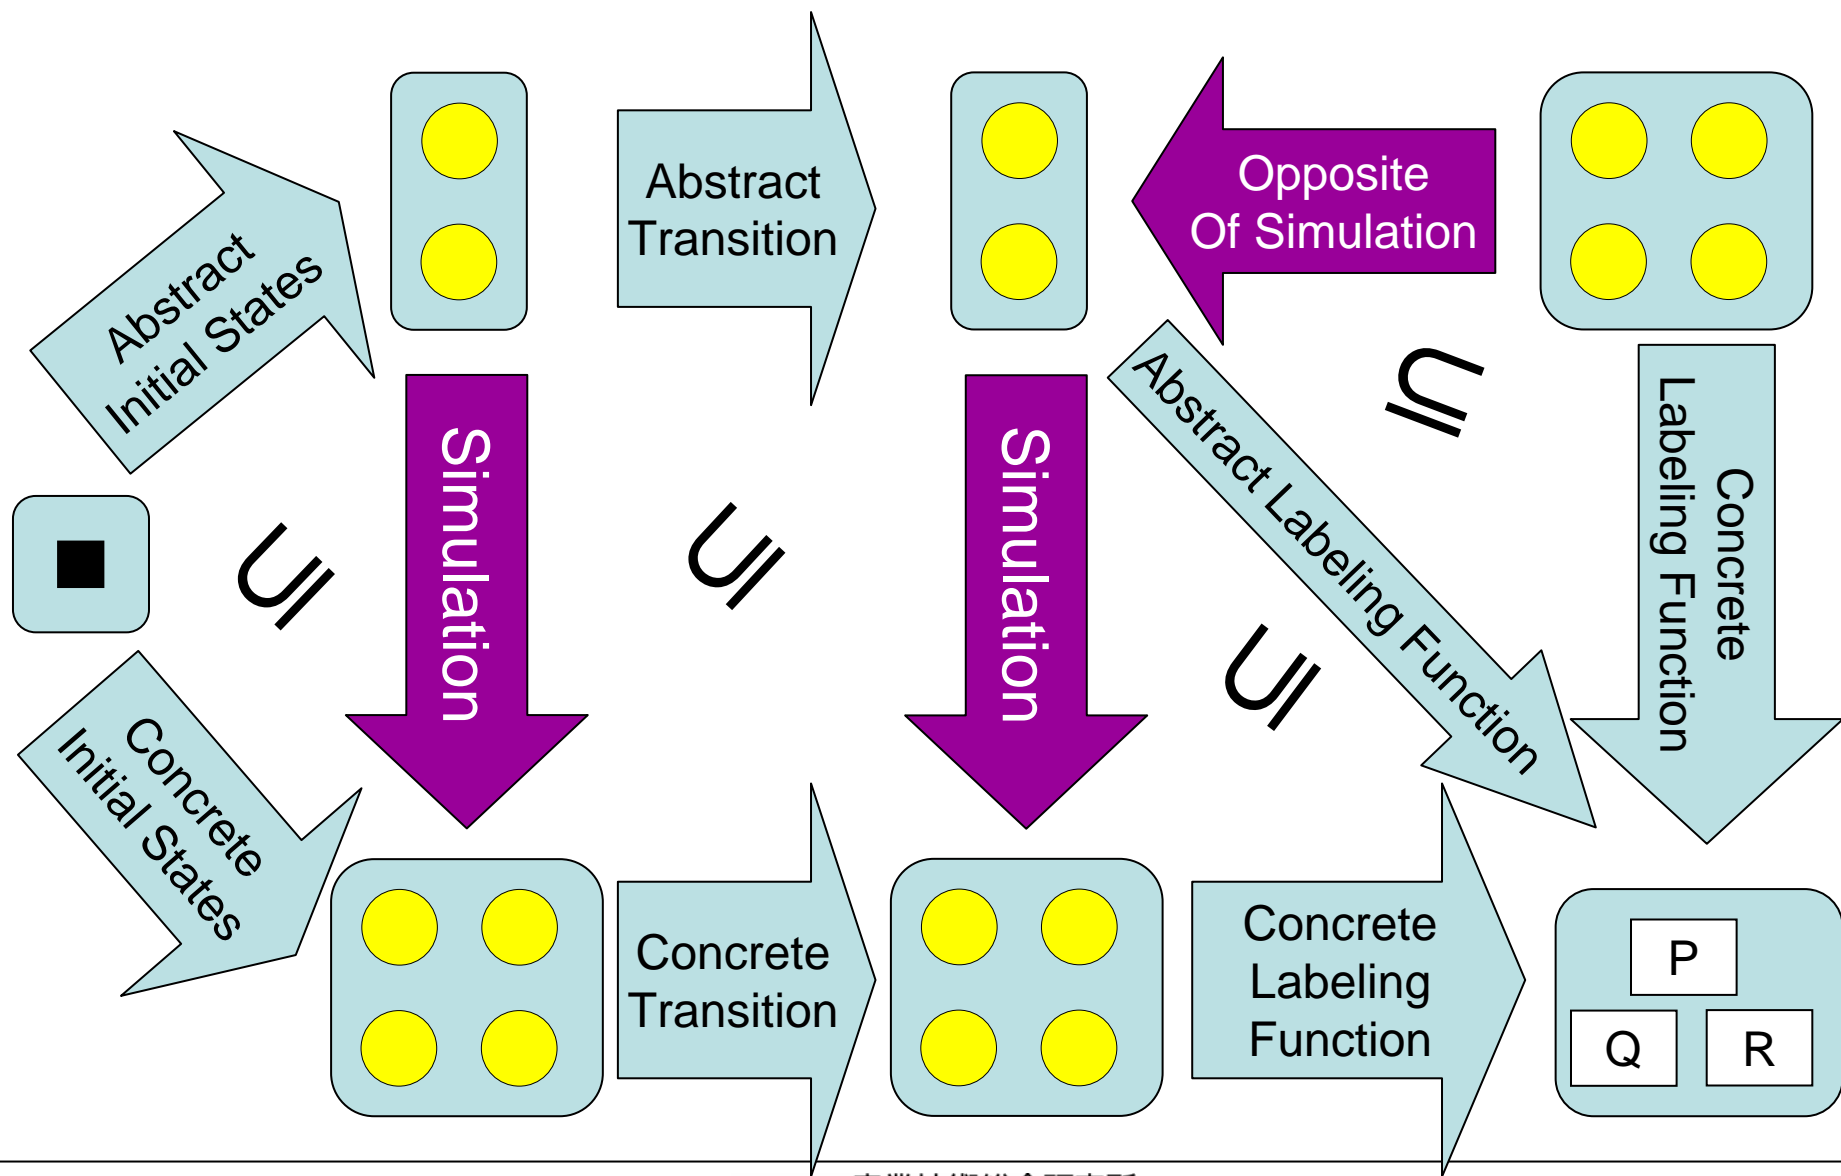 Abstract
Initial States
Abstract
Transition
Opposite
Of Simulation
Simulation
⊆
⊆
Simulation
Abstract Labeling Function
⊆
⊆
Concrete
Labeling Function
Concrete
Initial States
Concrete
Transition
Concrete
Labeling
Function
P
Q
R